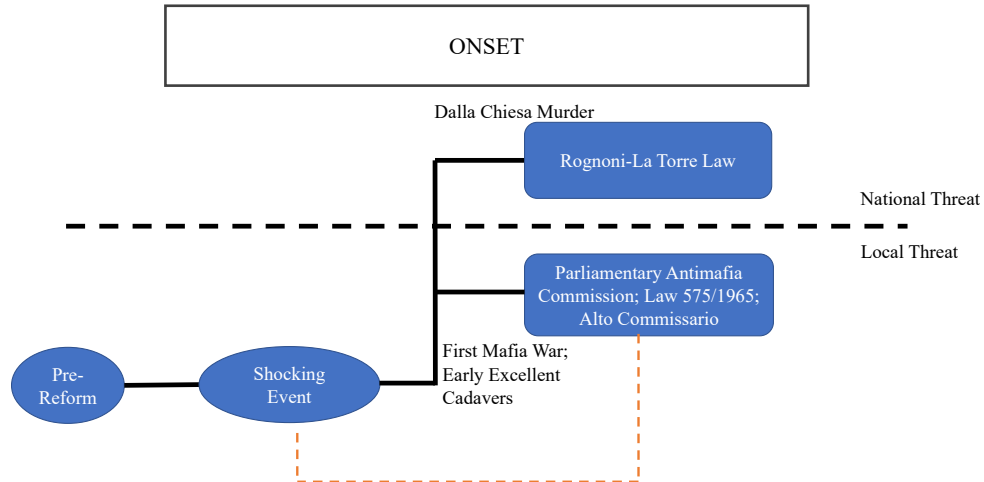 ONSET
Dalla Chiesa Murder
Rognoni-La Torre Law
National Threat
Local Threat
Parliamentary Antimafia
Commission; Law 575/1965;
Alto Commissario
First Mafia War;
Early Excellent
Cadavers
Pre-
Reform
Shocking
Event